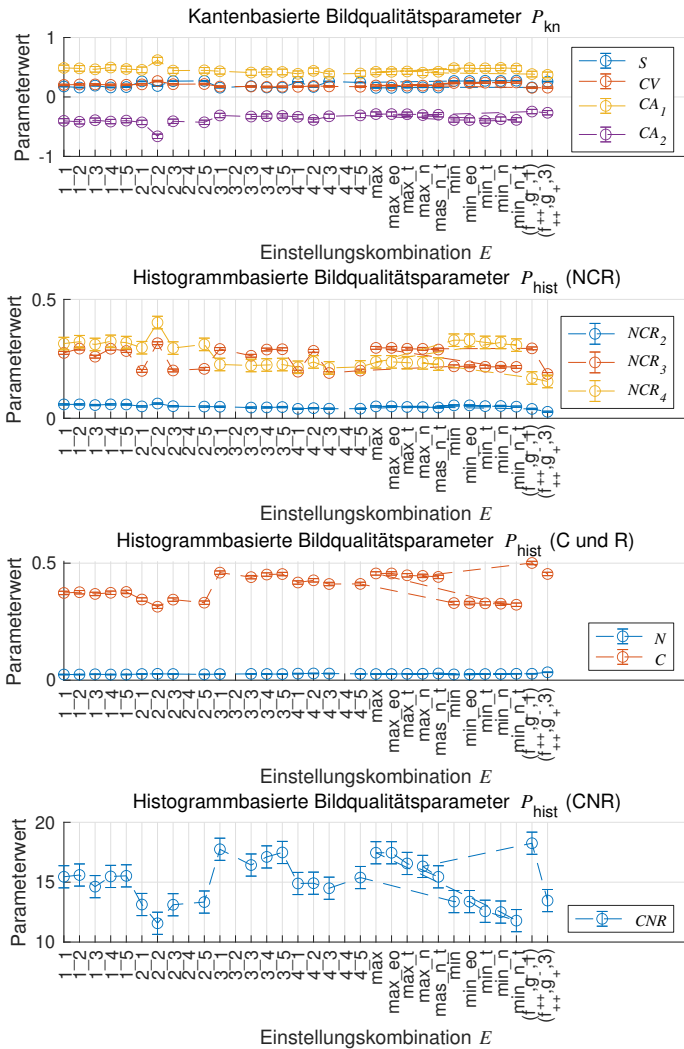 Kantenbasierte Bildqualitätsparameter P_kn
Parameterwert
1
0
-1
S
CV
CA_1
CA_2
1_1
1_2
1_3
1_4
1_5
2_1
2_2
2_3
2_4
2_5
3_1
3_2
3_3
3_4
3_5
4_1
4_2
4_3
4_4
4_5
max
max_eo
max_t
max_n
mas_n_t
min
min_eo
min_t
min_n
min_n_t
(f_++,g_-,1)
(f_++,g_+,3)
Einstellungskombination E
Histogrammbasierte Bildqualitätsparameter P_hist (NCR)
Parameterwert
0.5
0
NCR_2
NCR_3
NCR_4
1_1
1_2
1_3
1_4
1_5
2_1
2_2
2_3
2_4
2_5
3_1
3_2
3_3
3_4
3_5
4_1
4_2
4_3
4_4
4_5
max
max_eo
max_t
max_n
mas_n_t
min
min_eo
min_t
min_n
min_n_t
(f_++,g_-,1)
(f_++,g_+,3)
Einstellungskombination E
Histogrammbasierte Bildqualitätsparameter P_hist (C und R)
Parameterwert
0.5
0
N
C
1_1
1_2
1_3
1_4
1_5
2_1
2_2
2_3
2_4
2_5
3_1
3_2
3_3
3_4
3_5
4_1
4_2
4_3
4_4
4_5
max
max_eo
max_t
max_n
mas_n_t
min
min_eo
min_t
min_n
min_n_t
(f_++,g_-,1)
(f_++,g_+,3)
Einstellungskombination E
Histogrammbasierte Bildqualitätsparameter P_hist (CNR)
Parameterwert
20
15
10
CNR
1_1
1_2
1_3
1_4
1_5
2_1
2_2
2_3
2_4
2_5
3_1
3_2
3_3
3_4
3_5
4_1
4_2
4_3
4_4
4_5
max
max_eo
max_t
max_n
mas_n_t
min
min_eo
min_t
min_n
min_n_t
(f_++,g_-,1)
(f_++,g_+,3)
Einstellungskombination E